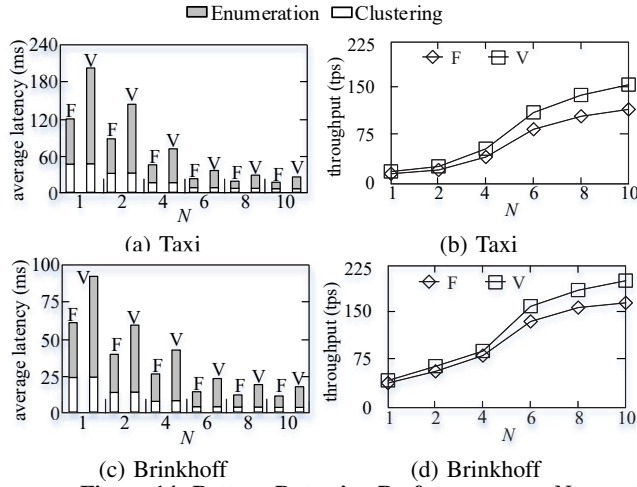 Enumeration Clustering
average latency (ms)
240
180
120
60
0
F V F V F V F V F V F V
1 2 4 6 8 10
N
(a) Taxi
throughput (tps)
225
150
75
0
F V
1 2 4 6 8 10
N
(b) Taxi
average latency (ms)
100
75
50
25
0
F V F V F V F V F V F V
1 2 4 6 8 10
N
(c) Brinkhoff
throughput (tps)
225
150
75
0
F V
1 2 4 6 8 10
N
(d) Brinkhoff